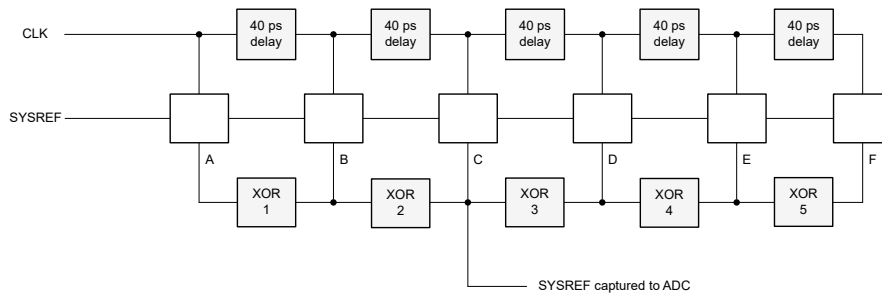 CLK
40 ps
delay
40 ps
delay
40 ps
delay
40 ps
delay
40 ps
delay
SYSREF
A
B
C
D
E
F
XOR
1
XOR
2
XOR
3
XOR
4
XOR
5
SYSREF captured to ADC